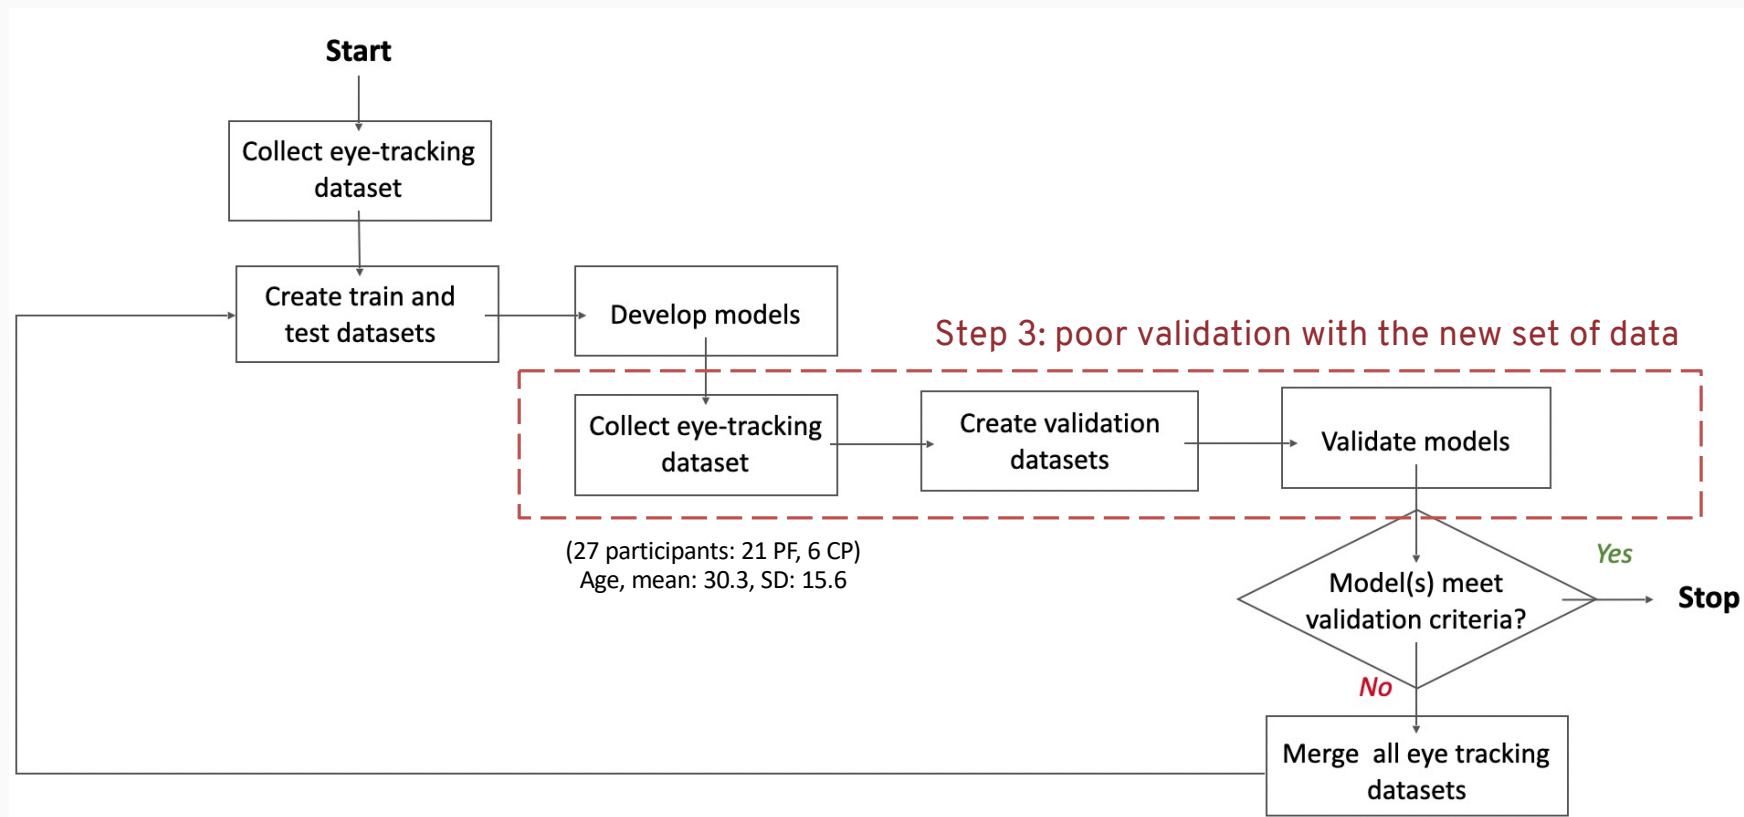 Start
Collect eye-tracking
dataset
Create train and
test datasets
Develop models
Step 3: poor validation with the new set of data
Collect eye-tracking
dataset
Create validation
datasets
Validate models
(27 participants: 21 PF, 6 CP)
Age, mean: 30.3, SD: 15.6
Model(s) meet
validation criteria?
Yes
Stop
No
Merge all eye tracking
datasets